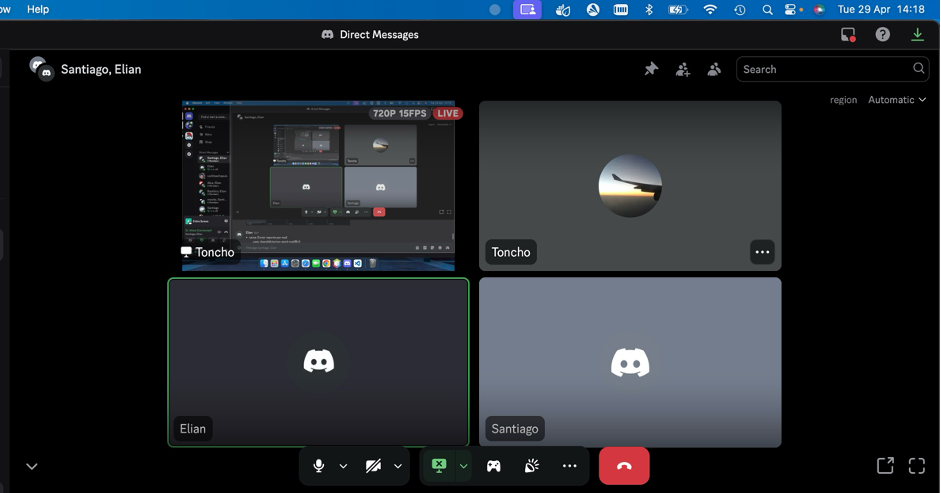 ow Help Tue 29 Apr 14:18
Direct Messages
Santiago, Elian Search
region Automatic
720P 15FPS LIVE
Toncho
Toncho
Elian
Santiago